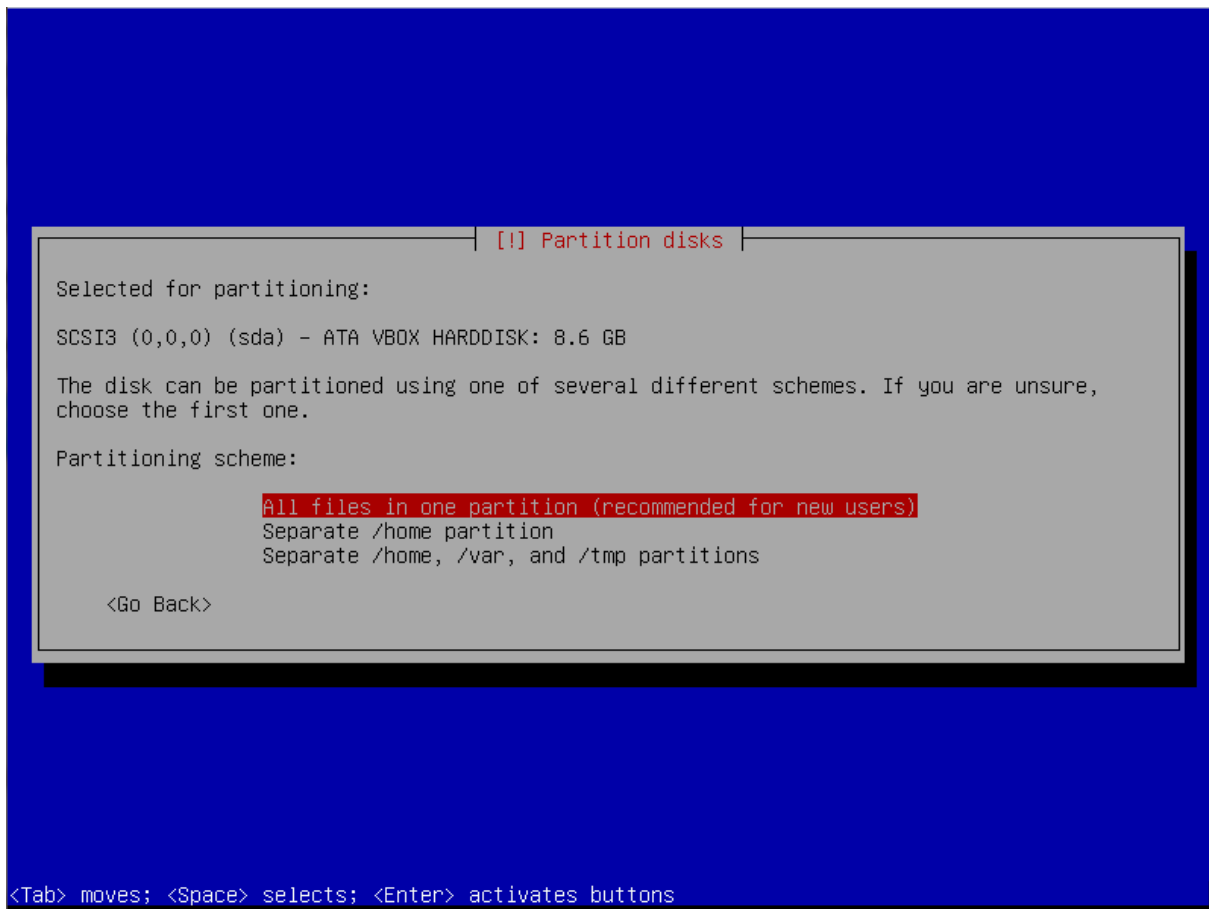 [!] Partition disks
Selected for partitioning:
SCSI3 (0,0,0) (sda) – ATA VBOX HARDDISK: 8.6 GB
The disk can be partitioned using one of several different schemes. If you are unsure,
choose the first one.
Partitioning scheme:
All files in one partition (recommended for new users)
Separate /home partition
Separate /home, /var, and /tmp partitions
<Go Back>
<Tab> moves; <Space> selects; <Enter> activates buttons